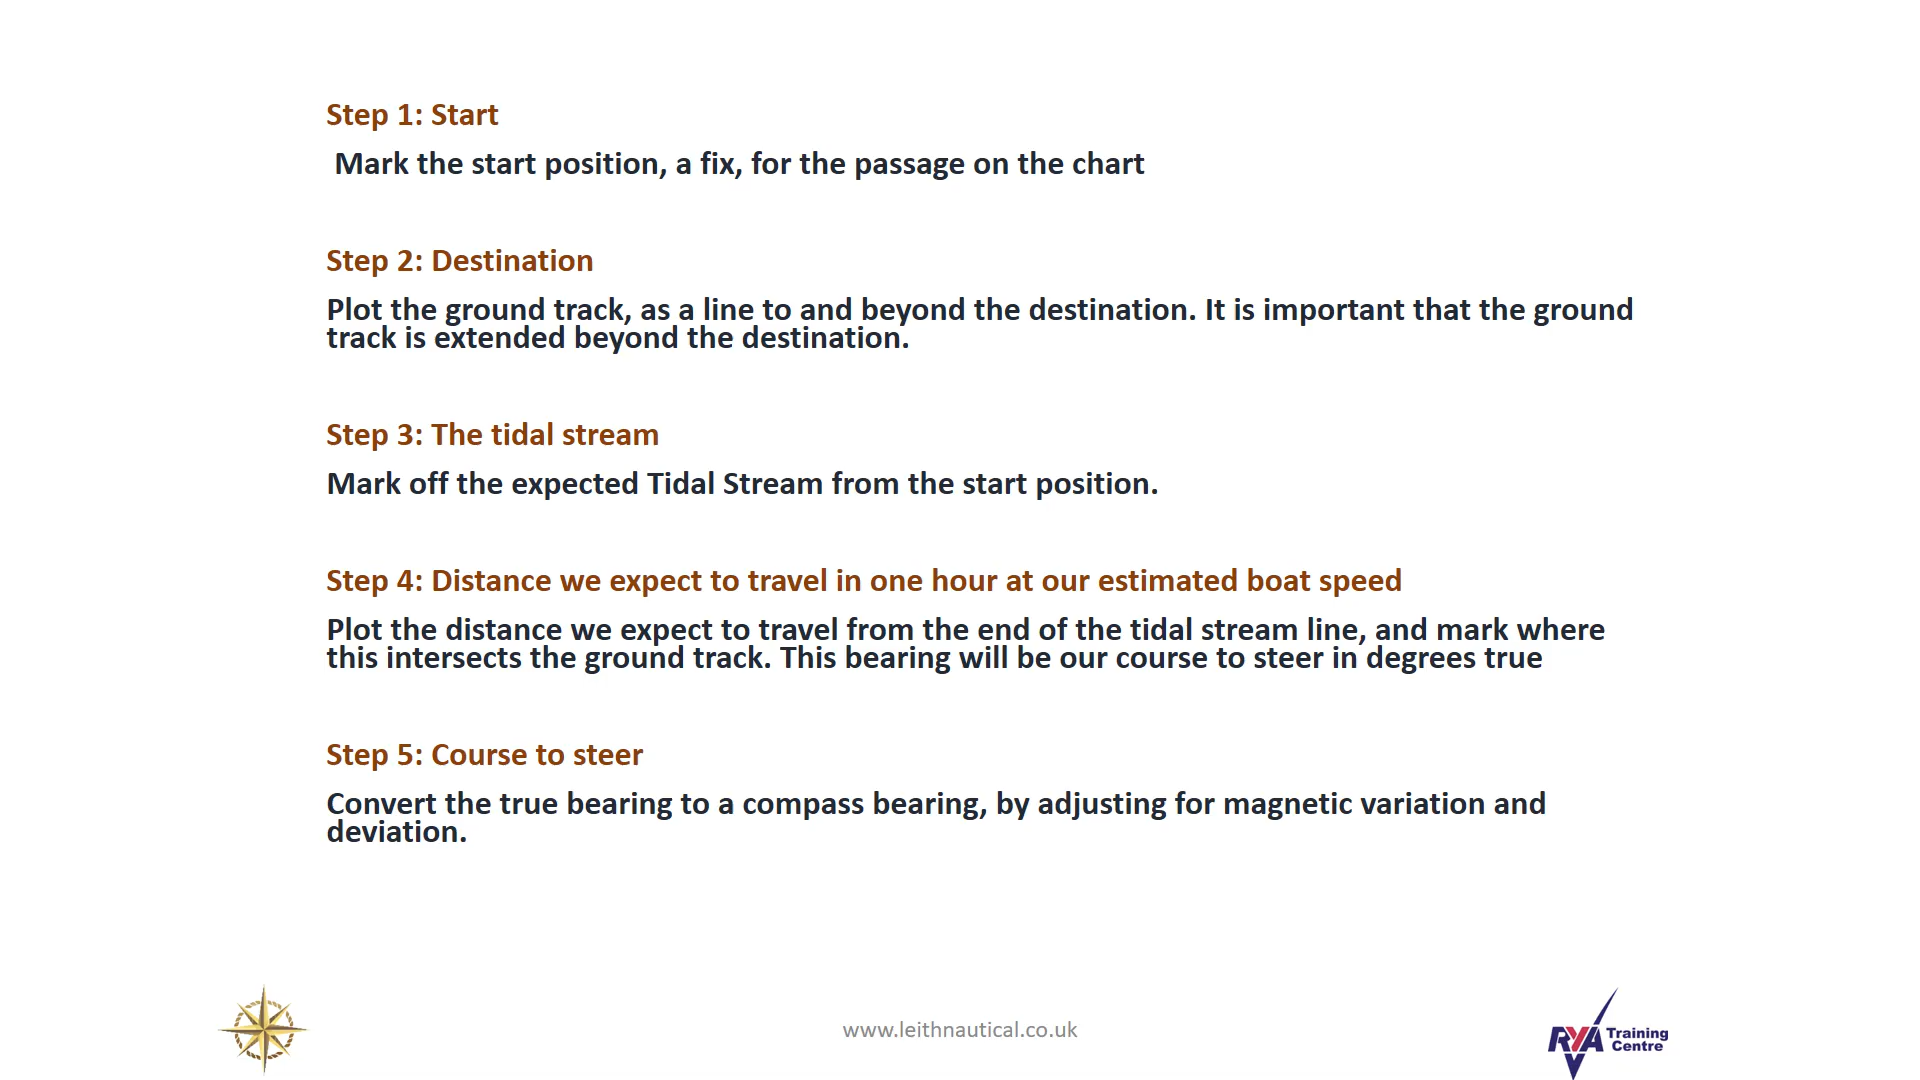 Step 1: Start
Mark the start position, a fix, for the passage on the chart
Step 2: Destination
Plot the ground track, as a line to and beyond the destination. It is important that the ground
track is extended beyond the destination.
Step 3: The tidal stream
Mark off the expected Tidal Stream from the start position.
Step 4: Distance we expect to travel in one hour at our estimated boat speed
Plot the distance we expect to travel from the end of the tidal stream line, and mark where
this intersects the ground track. This bearing will be our course to steer in degrees true
Step 5: Course to steer
Convert the true bearing to a compass bearing, by adjusting for magnetic variation and
deviation.
www.leithnautical.co.uk
RYA Training
Centre